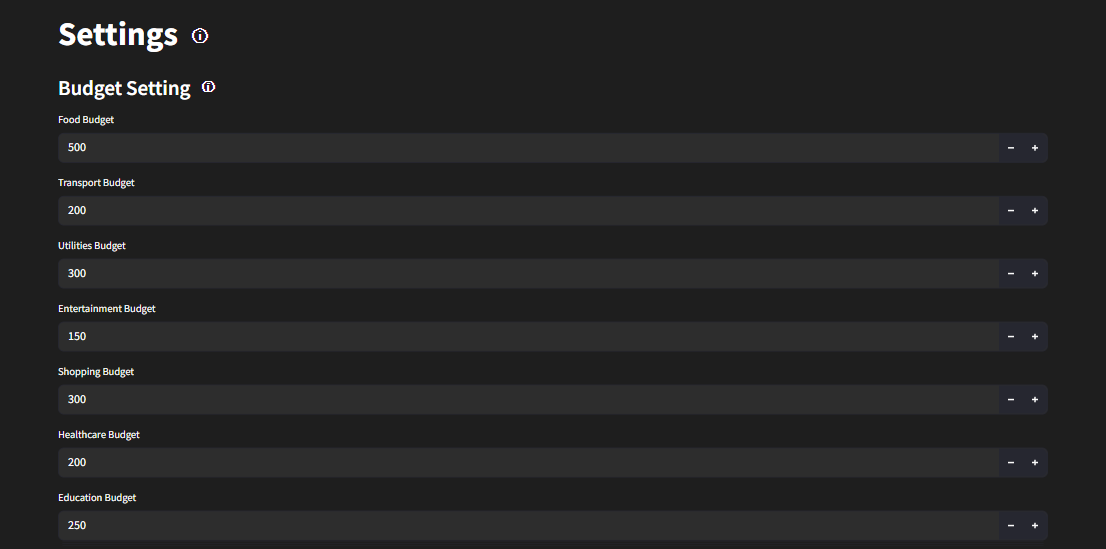 Settings
Budget Setting
Food Budget
500
Transport Budget
200
Utilities Budget
300
Entertainment Budget
150
Shopping Budget
300
Healthcare Budget
200
Education Budget
250